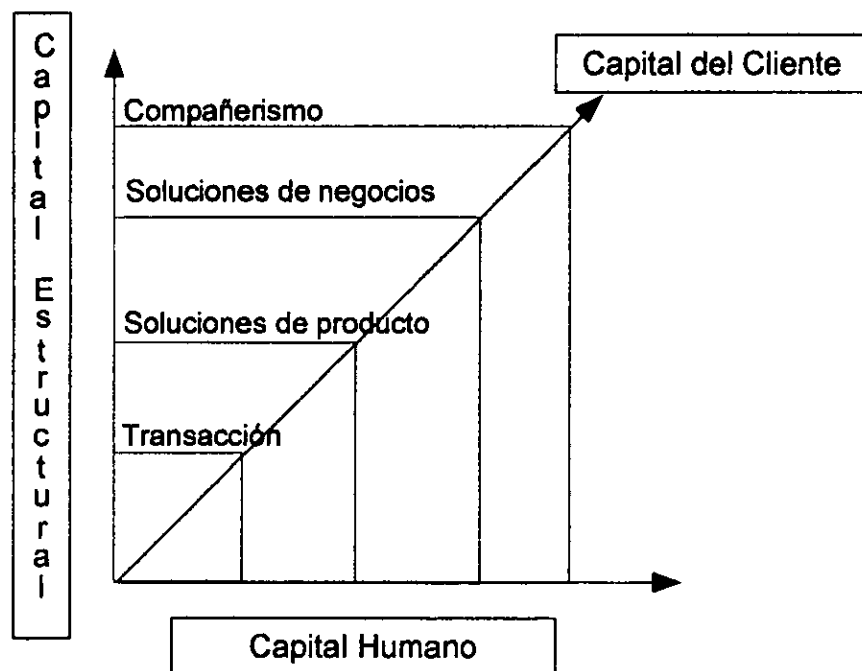 Capital Estructural
Capital del Cliente
Compañerismo
Soluciones de negocios
Soluciones de producto
Transacción
Capital Humano